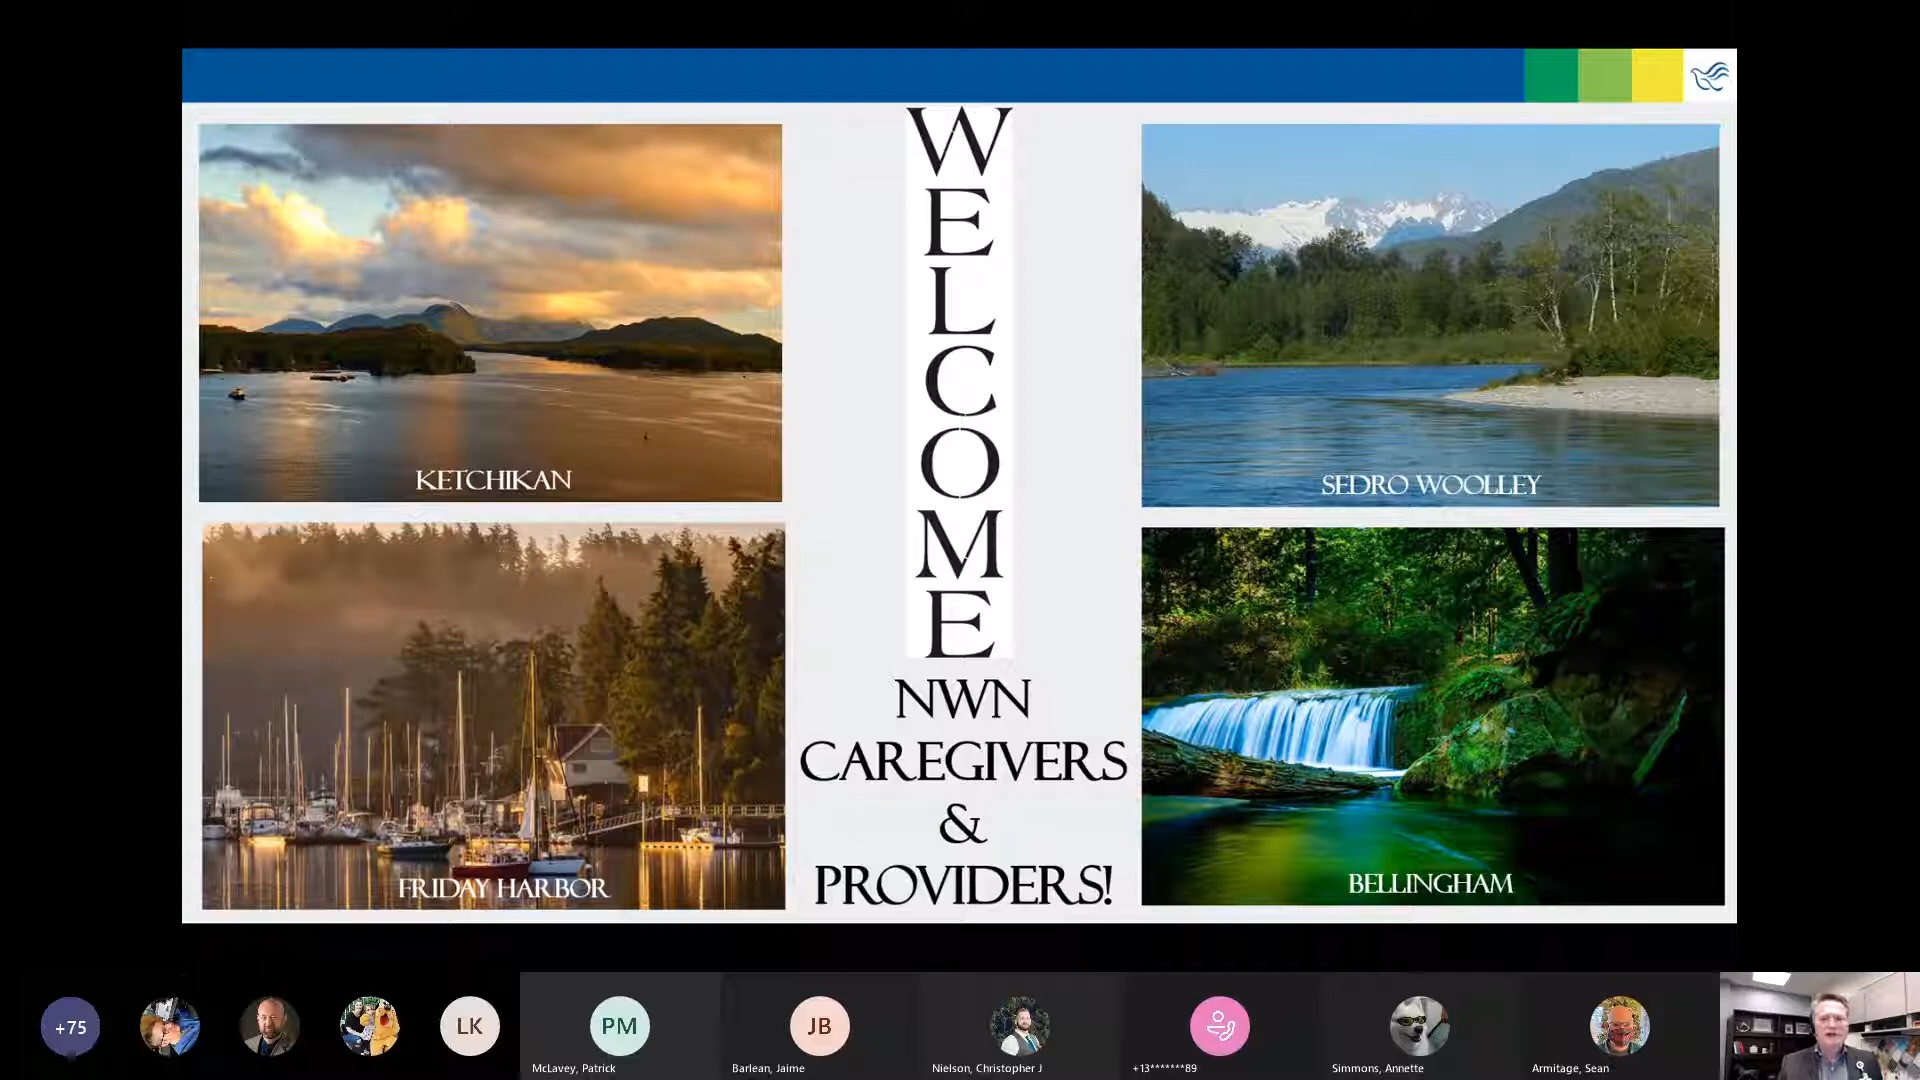 W
E
L
C
O
M
E
NWN
CAREGIVERS
&
PROVIDERS!
KETCHIKAN
SEDRO WOOLLEY
FRIDAY HARBOR
BELLINGHAM
+75
LK
PM
JB
McLavey, Patrick
Barlean, Jaime
Nielson, Christopher J
+13*******89
Simmons, Annette
Armitage, Sean